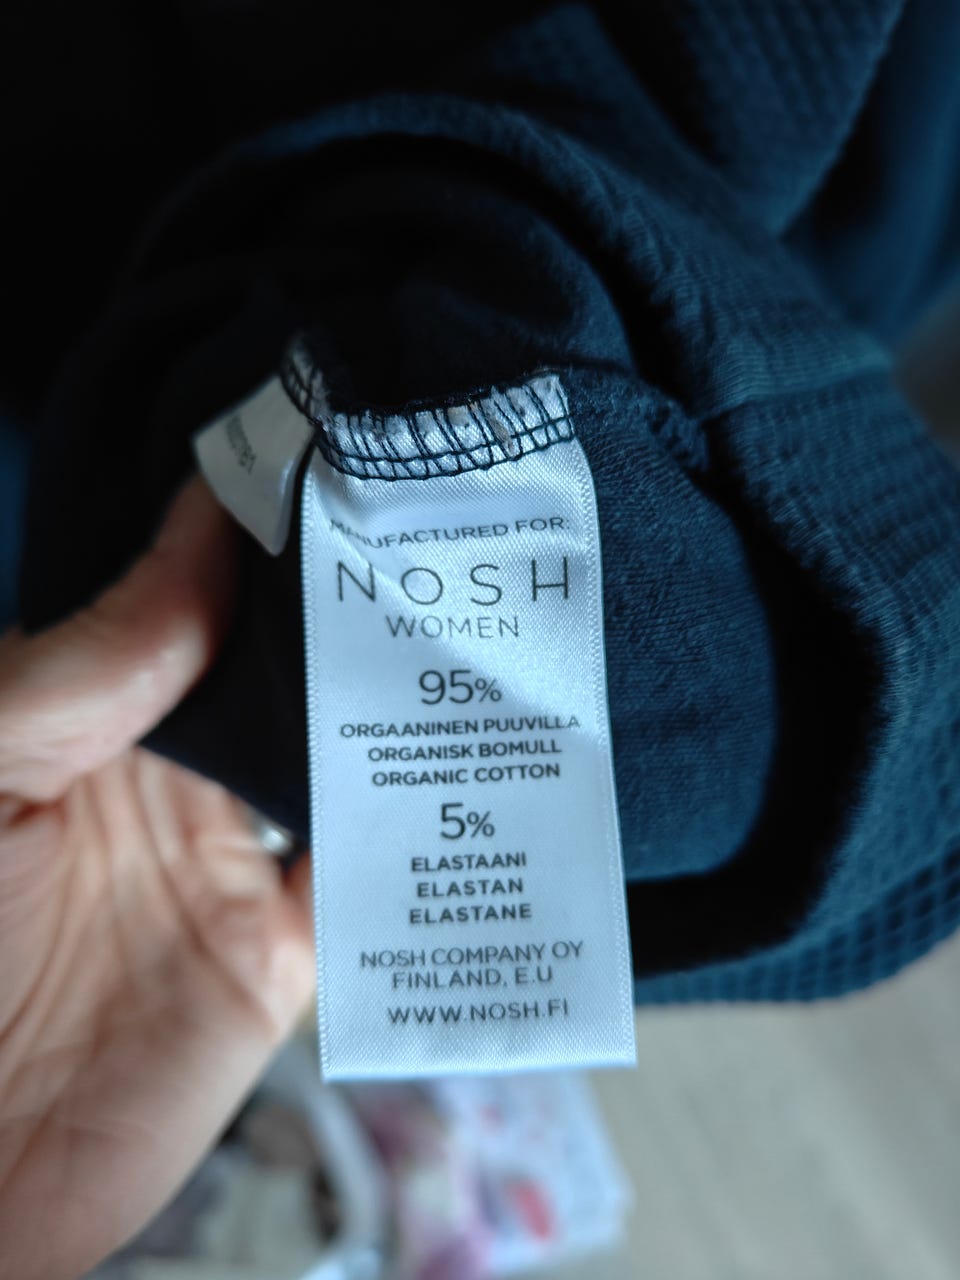 MANUFACTURED FOR:
NOSH
WOMEN
95%
ORGAANINEN PUUVILLA
ORGANISK BOMULL
ORGANIC COTTON
5%
ELASTAANI
ELASTAN
ELASTANE
NOSH COMPANY OY
FINLAND, E.U
WWW.NOSH.FI